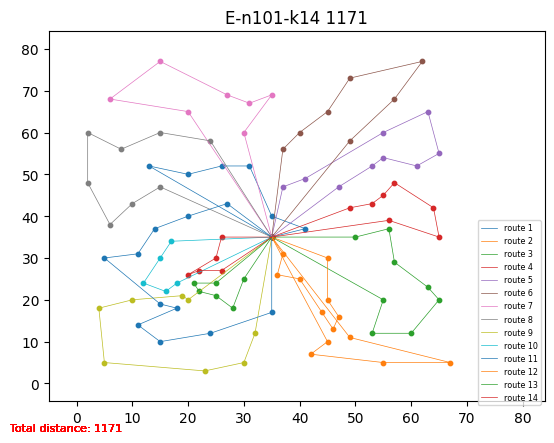 E-n101-k14 1171
80
70
60
50
40
30
20
10
0
route 1
route 2
route 3
route 4
route 5
route 6
route 7
route 8
route 9
route 10
route 11
route 12
route 13
route 14
0 10 20 30 40 50 60 70 80
Total distance: 1171